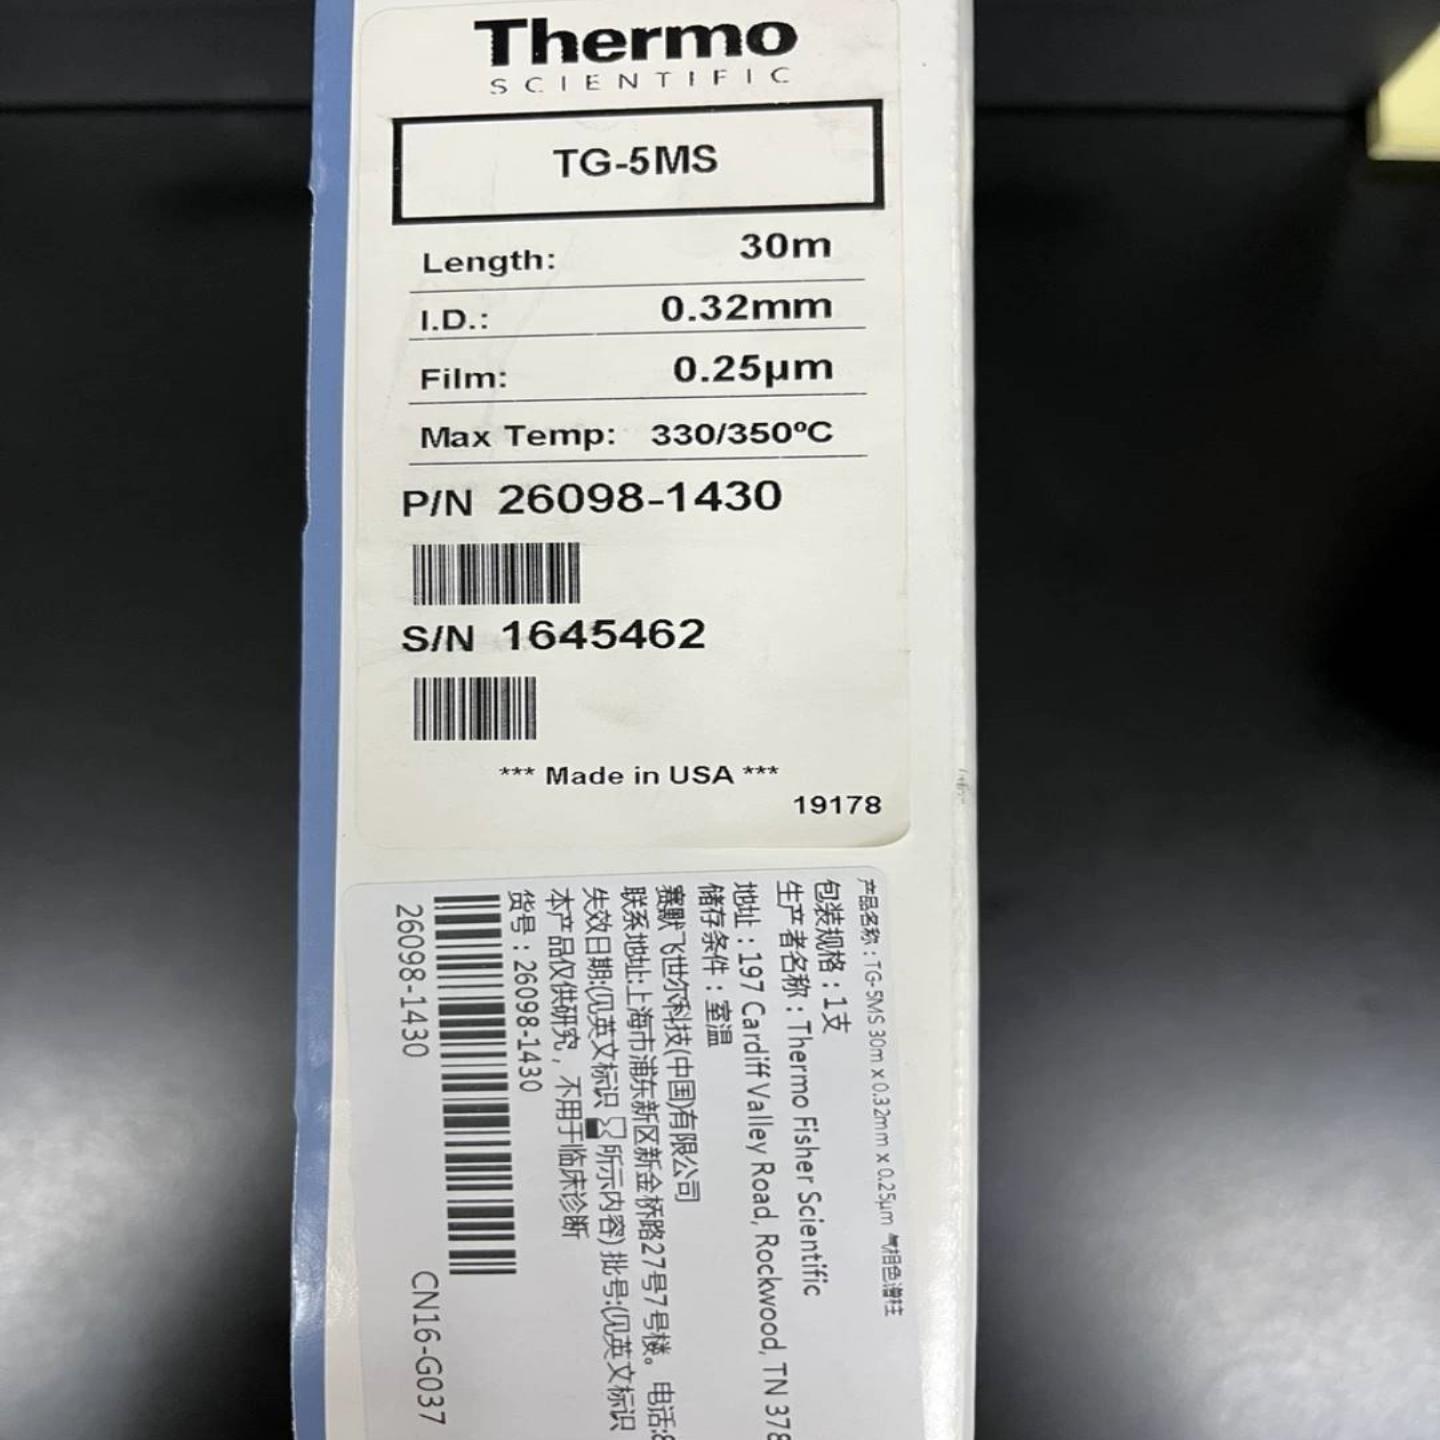 Thermo
SCIENTIFIC
TG-5MS
Length: 30m
I.D.: 0.32mm
Film: 0.25µm
Max Temp: 330/350ºC
P/N 26098-1430
S/N 1645462
*** Made in USA ***
19178
产品名称：TG-5MS 30m x 0.32mm x 0.25µm 气相色谱柱
包装规格：1支
生产者名称：Thermo Fisher Scientific
地址：197 Cardiff Valley Road, Rockwood, TN 378
储存条件：室温
赛默飞世尔科技(中国)有限公司
联系地址:上海市浦东新区新金桥路27号7号楼。电话:8
失效日期:(见英文标识 所示内容) 批号:(见英文标识
本产品仅供研究，不用于临床诊断
货号：26098-1430
26098-1430 CN16-G037